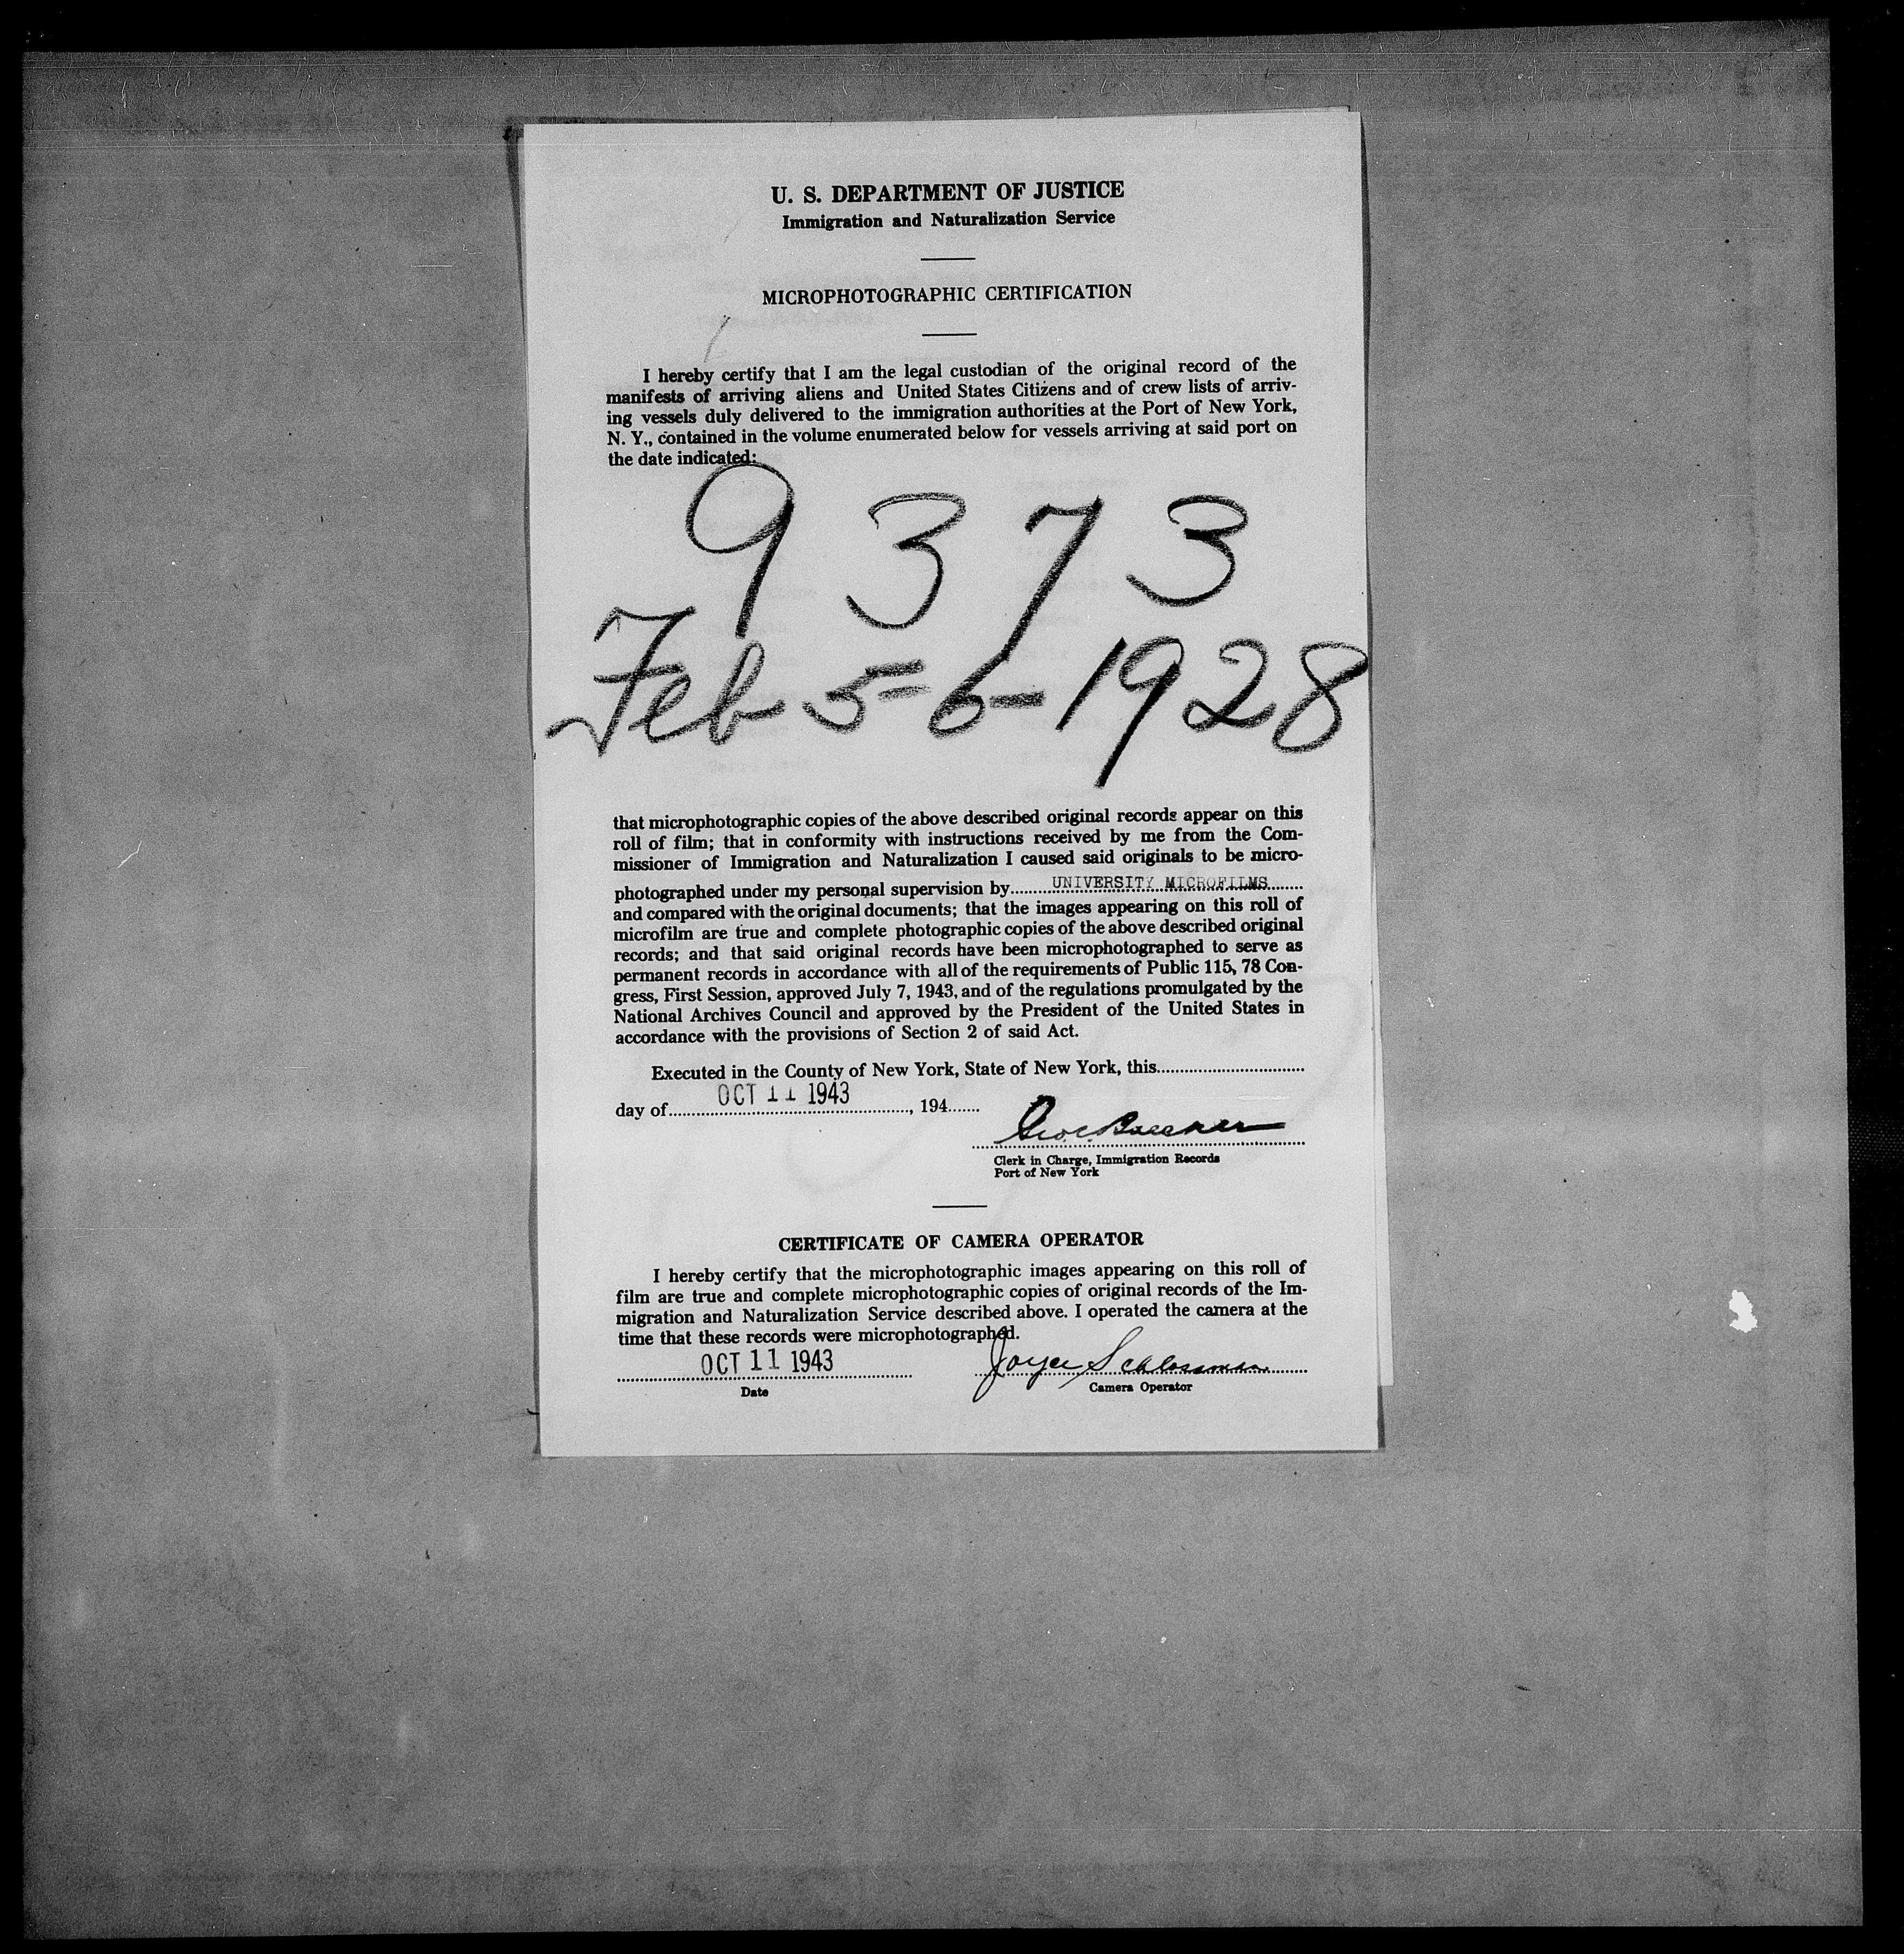 U. S. DEPARTMENT OF JUSTICE
Immigration and Naturalization Service
MICROPHOTOGRAPHIC CERTIFICATION
I hereby certify that I am the legal custodian of the original record of the
manifests of arriving aliens and United States Citizens and of crew lists of arriv-
ing vessels duly delivered to the immigration authorities at the Port of New York,
N. Y., contained in the volume enumerated below for vessels arriving at said port on
the date indicated:
9373
Feb 5-6-1928
that microphotographic copies of the above described original records appear on this
roll of film; that in conformity with instructions received by me from the Com-
missioner of Immigration and Naturalization I caused said originals to be micro-
photographed under my personal supervision by UNIVERSITY MICROFILMS
and compared with the original documents; that the images appearing on this roll of
microfilm are true and complete photographic copies of the above described original
records; and that said original records have been microphotographed to serve as
permanent records in accordance with all of the requirements of Public 115, 78 Con-
gress, First Session, approved July 7, 1943, and of the regulations promulgated by the
National Archives Council and approved by the President of the United States in
accordance with the provisions of Section 2 of said Act.
Executed in the County of New York, State of New York, this
day of OCT 11 1943, 194
Clerk in Charge, Immigration Records
Port of New York
CERTIFICATE OF CAMERA OPERATOR
I hereby certify that the microphotographic images appearing on this roll of
film are true and complete microphotographic copies of original records of the Im-
migration and Naturalization Service described above. I operated the camera at the
time that these records were microphotographed.
OCT 11 1943 Joyce Schlossman
Date Camera Operator